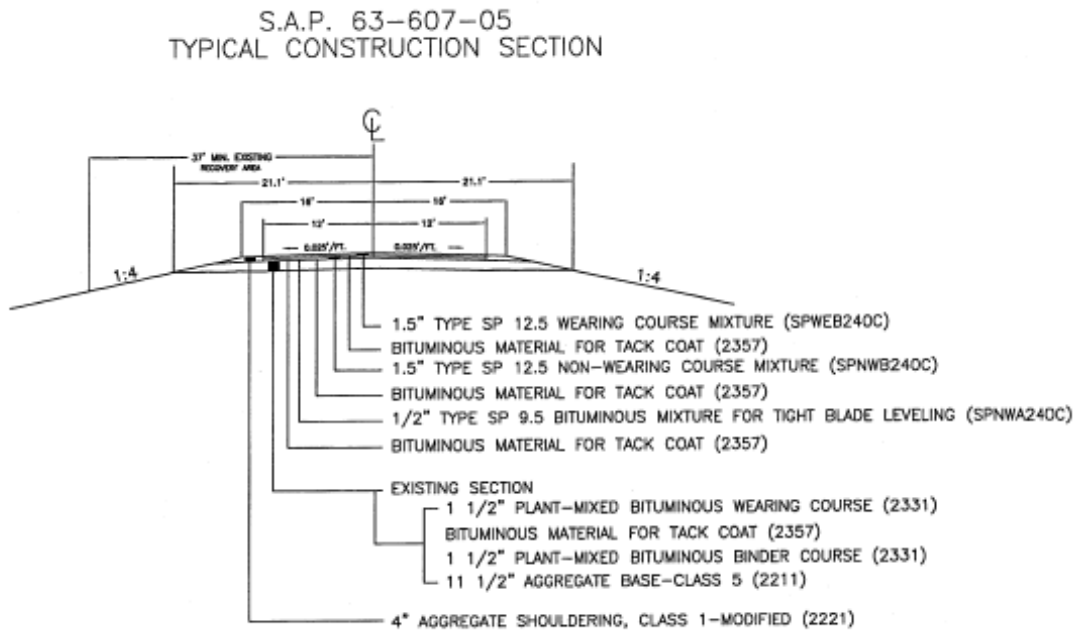 S.A.P. 63-607-05
TYPICAL CONSTRUCTION SECTION
CL
37' MIN. EXISTING
RECOVERY AREA
21.1' 21.1'
16' 16'
12' 12'
0.025'/FT. 0.025'/FT.
1:4 1:4
1.5" TYPE SP 12.5 WEARING COURSE MIXTURE (SPWEB240C)
BITUMINOUS MATERIAL FOR TACK COAT (2357)
1.5" TYPE SP 12.5 NON-WEARING COURSE MIXTURE (SPNWB240C)
BITUMINOUS MATERIAL FOR TACK COAT (2357)
1/2" TYPE SP 9.5 BITUMINOUS MIXTURE FOR TIGHT BLADE LEVELING (SPNWA240C)
BITUMINOUS MATERIAL FOR TACK COAT (2357)
EXISTING SECTION
1 1/2" PLANT-MIXED BITUMINOUS WEARING COURSE (2331)
BITUMINOUS MATERIAL FOR TACK COAT (2357)
1 1/2" PLANT-MIXED BITUMINOUS BINDER COURSE (2331)
11 1/2" AGGREGATE BASE-CLASS 5 (2211)
4" AGGREGATE SHOULDERING, CLASS 1-MODIFIED (2221)